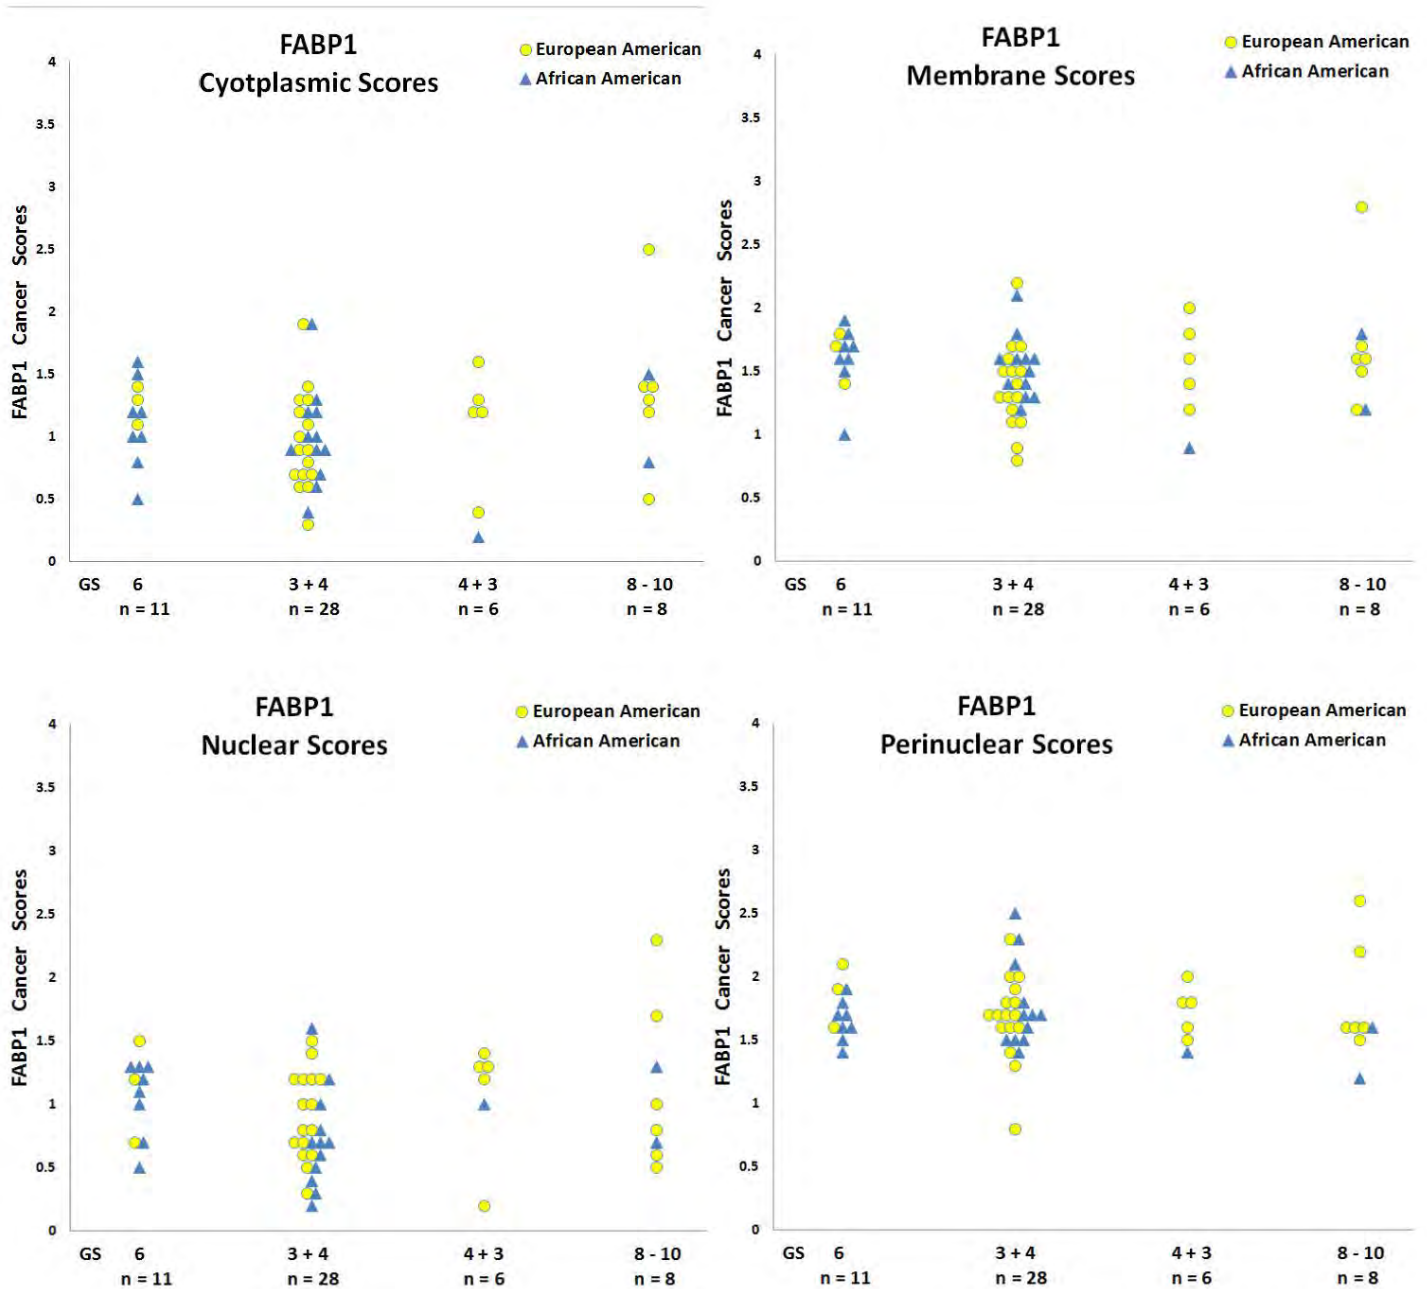 FABP1
Cyotplasmic Scores
European American
African American
FABP1 Cancer Scores
4
3.5
3
2.5
2
1.5
1
0.5
0
GS 6 3 + 4 4 + 3 8 - 10
n = 11 n = 28 n = 6 n = 8
FABP1
Membrane Scores
European American
African American
FABP1 Cancer Scores
4
3.5
3
2.5
2
1.5
1
0.5
0
GS 6 3 + 4 4 + 3 8 - 10
n = 11 n = 28 n = 6 n = 8
FABP1
Nuclear Scores
European American
African American
FABP1 Cancer Scores
4
3.5
3
2.5
2
1.5
1
0.5
0
GS 6 3 + 4 4 + 3 8 - 10
n = 11 n = 28 n = 6 n = 8
FABP1
Perinuclear Scores
European American
African American
FABP1 Cancer Scores
4
3.5
3
2.5
2
1.5
1
0.5
0
GS 6 3 + 4 4 + 3 8 - 10
n = 11 n = 28 n = 6 n = 8